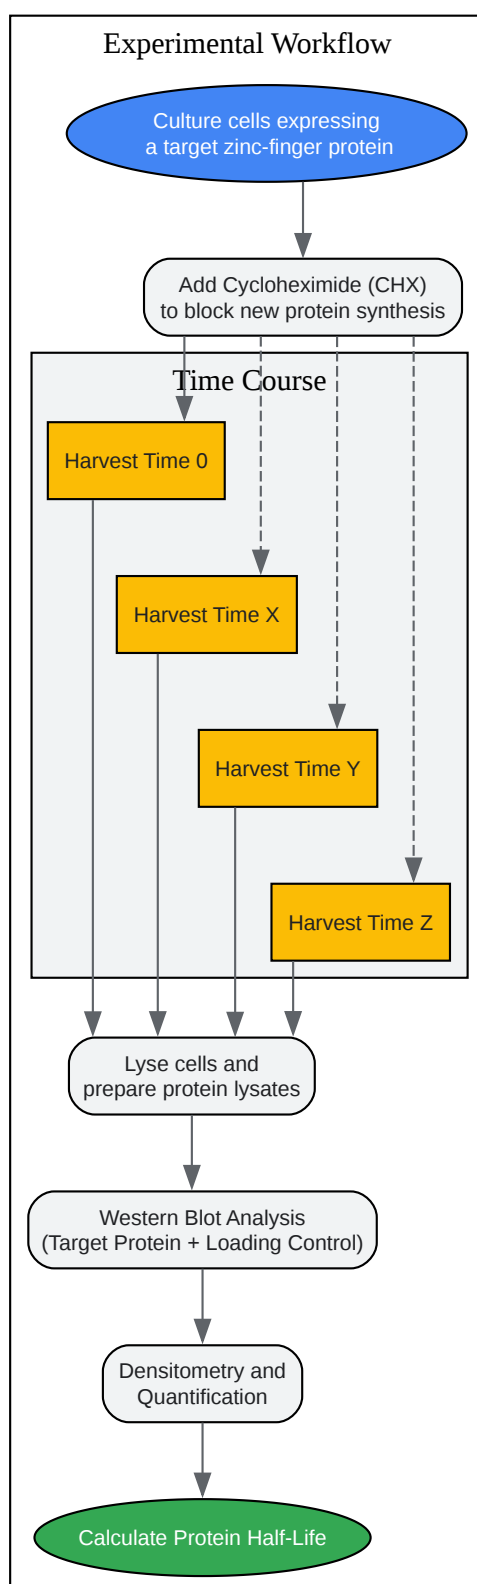 Experimental Workflow
Culture cells expressing
a target zinc-finger protein
Add Cycloheximide (CHX)
to block new protein synthesis
Time Course
Harvest Time 0
Harvest Time X
Harvest Time Y
Harvest Time Z
Lyse cells and
prepare protein lysates
Western Blot Analysis
(Target Protein + Loading Control)
Densitometry and
Quantification
Calculate Protein Half-Life